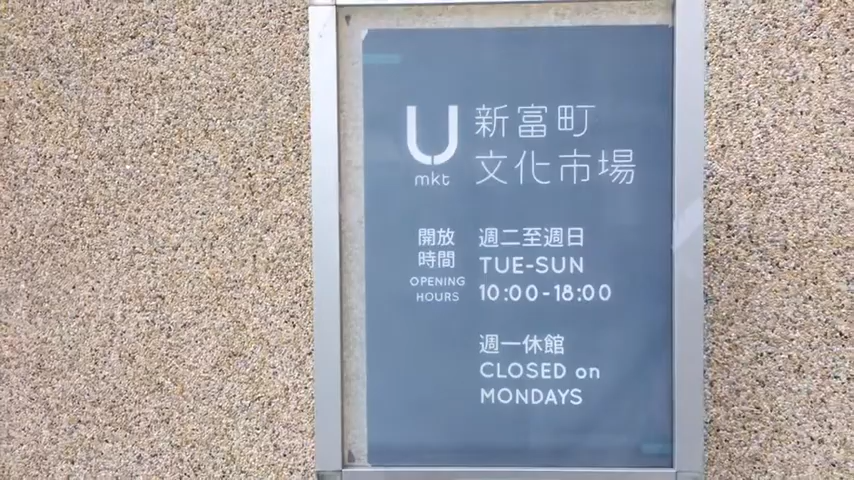 U
mkt
新富町
文化市場
開放
時間
OPENING
HOURS
週二至週日
TUE-SUN
10:00-18:00
週一休館
CLOSED on
MONDAYS